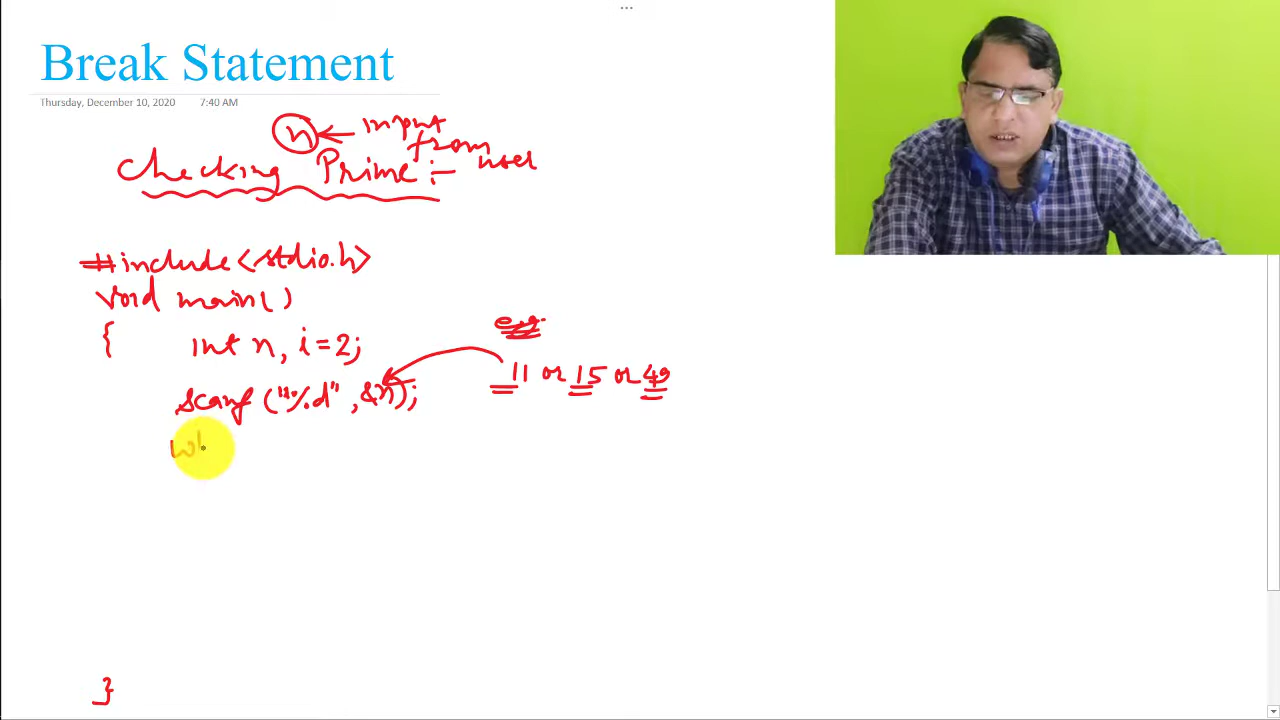 Break Statement
Thursday, December 10, 2020 7:40 AM
n ← input from user
Checking Prime :-
#include<stdio.h>
void main()
{ int n, i=2;
e.g.
11 or 15 or 49
scanf("%d",&n);
wh
}